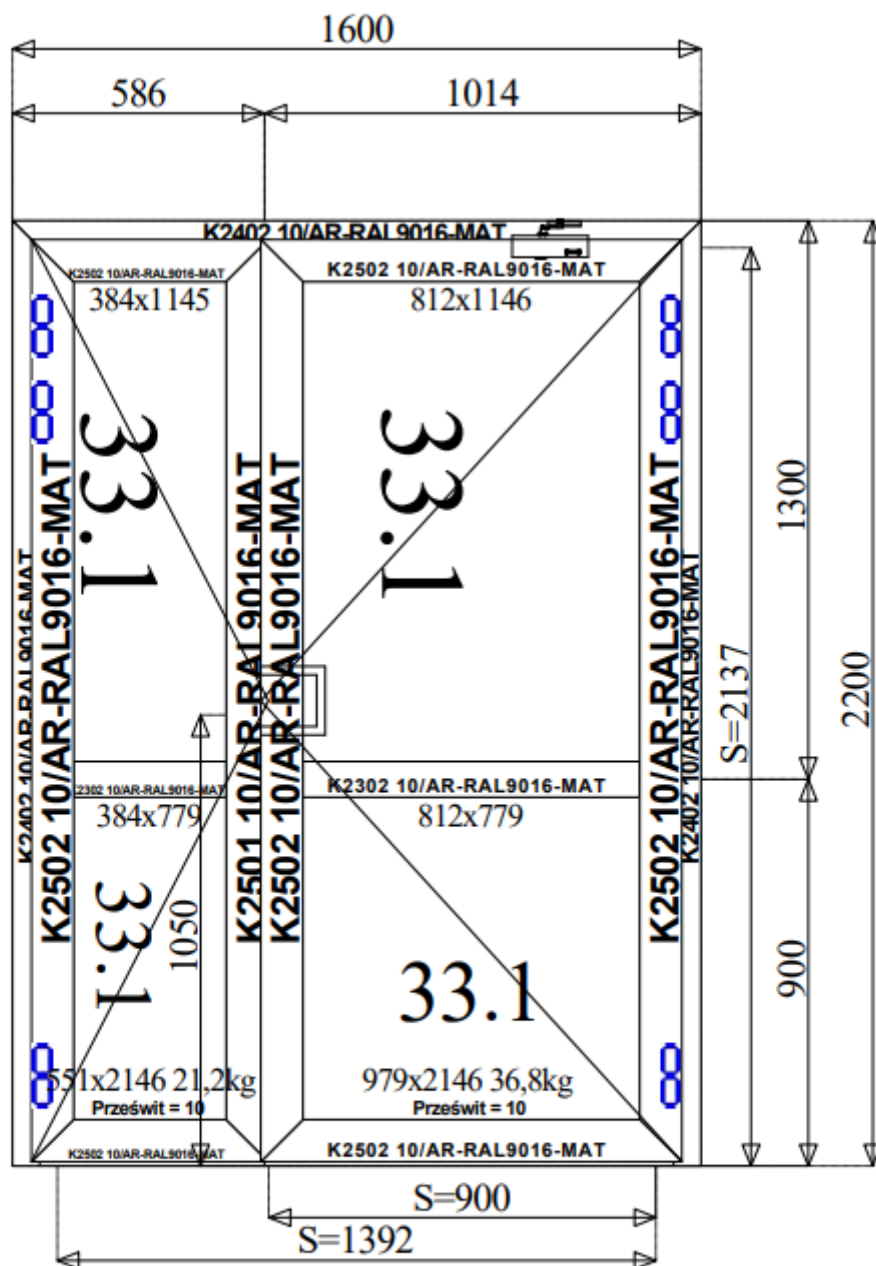 1600
586
1014
K2402 10/AR-RAL9016-MAT
K2502 10/AR-RAL9016-MAT
K2502 10/AR-RAL9016-MAT
384x1145
812x1146
33.1
33.1
K2402 10/AR-RAL9016-MAT
K2502 10/AR-RAL9016-MAT
K2501 10/AR-RAL9016-MAT
K2502 10/AR-RAL9016-MAT
K2502 10/AR-RAL9016-MAT
K2402 10/AR-RAL9016-MAT
S=2137
1300
2200
K2302 10/AR-RAL9016-MAT
K2302 10/AR-RAL9016-MAT
384x779
812x779
33.1
33.1
1050
900
551x2146 21,2kg
979x2146 36,8kg
Prześwit = 10
Prześwit = 10
K2502 10/AR-RAL9016-MAT
K2502 10/AR-RAL9016-MAT
S=900
S=1392